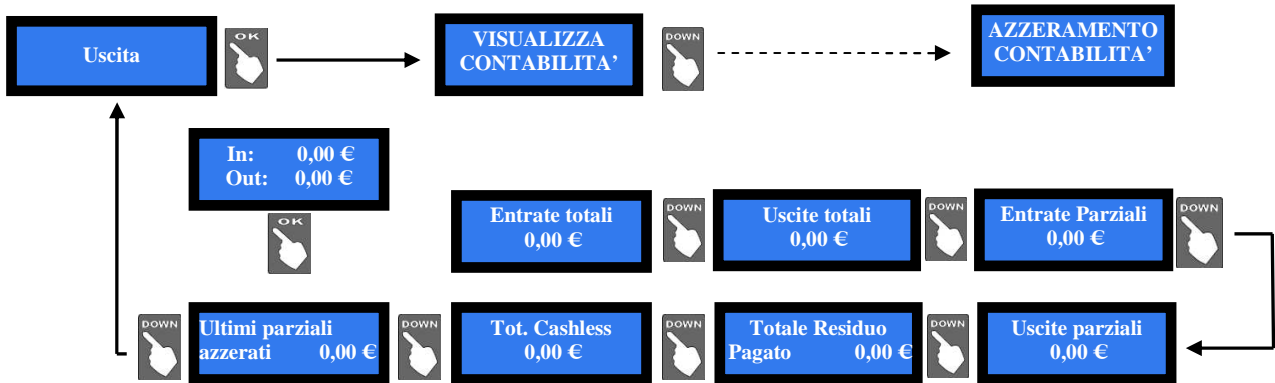 Uscita
OK
VISUALIZZA
CONTABILITA’
DOWN
AZZERAMENTO
CONTABILITA’
In: 0,00 €
Out: 0,00 €
OK
Entrate totali
0,00 €
DOWN
Uscite totali
0,00 €
DOWN
Entrate Parziali
0,00 €
DOWN
DOWN
Ultimi parziali
azzerati 0,00 €
DOWN
Tot. Cashless
0,00 €
DOWN
Totale Residuo
Pagato 0,00 €
DOWN
Uscite parziali
0,00 €